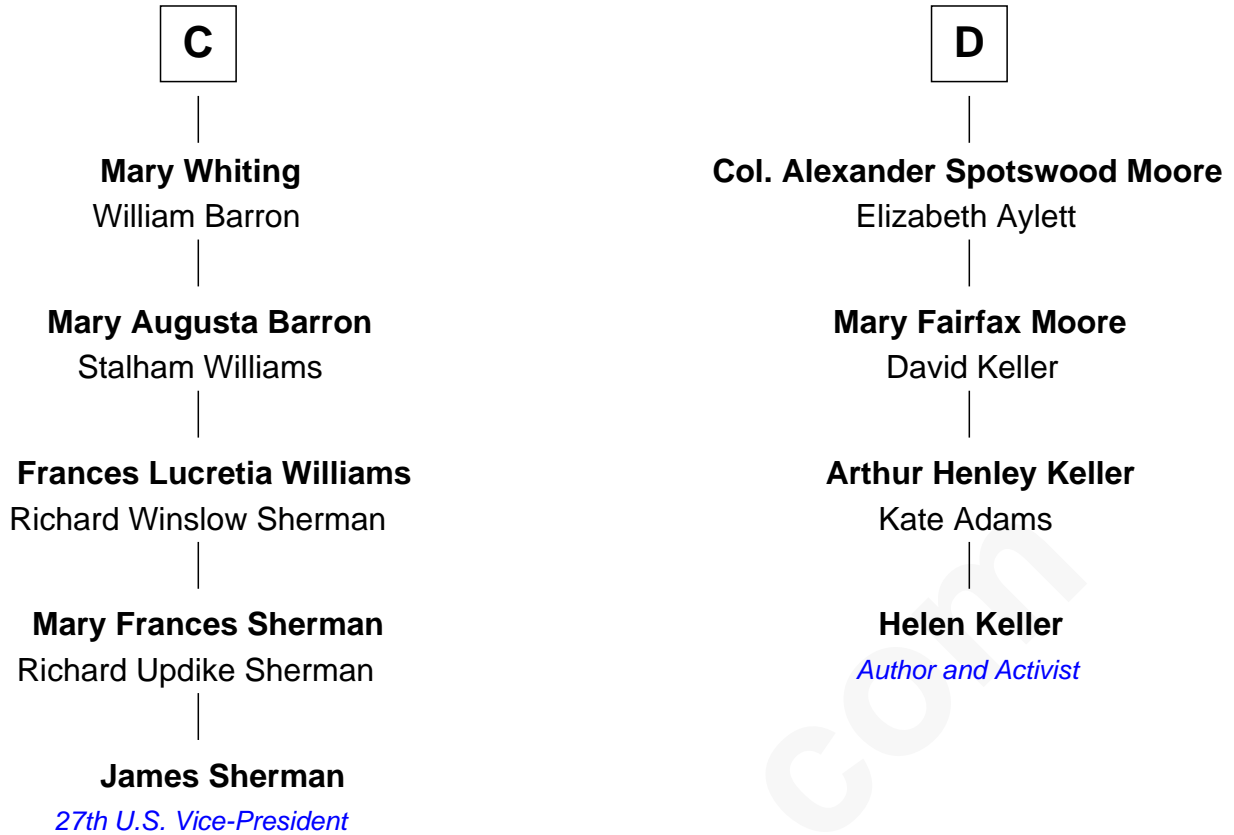 C
Mary Whiting
William Barron
Mary Augusta Barron
Stalham Williams
Frances Lucretia Williams
Richard Winslow Sherman
Mary Frances Sherman
Richard Updike Sherman
James Sherman
27th U.S. Vice-President
D
Col. Alexander Spotswood Moore
Elizabeth Aylett
Mary Fairfax Moore
David Keller
Arthur Henley Keller
Kate Adams
Helen Keller
Author and Activist
com